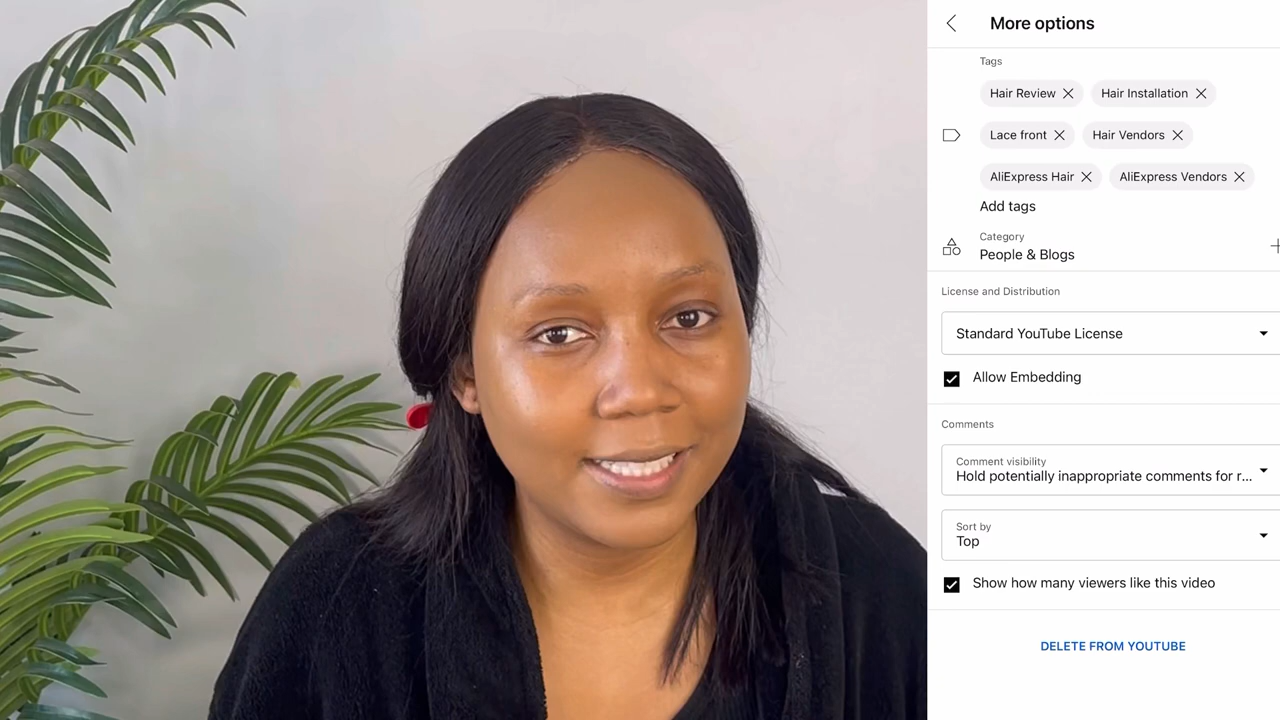 More options
Tags
Hair Review
Hair Installation
Lace front
Hair Vendors
AliExpress Hair
AliExpress Vendors
Add tags
Category
People & Blogs
License and Distribution
Standard YouTube License
Allow Embedding
Comments
Comment visibility
Hold potentially inappropriate comments for r...
Sort by
Top
Show how many viewers like this video
DELETE FROM YOUTUBE